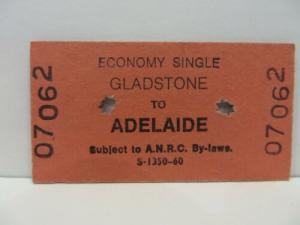 ECONOMY SINGLE
GLADSTONE
TO
ADELAIDE
Subject to A.N.R.C. By-laws.
S-1350-60
07062
07062